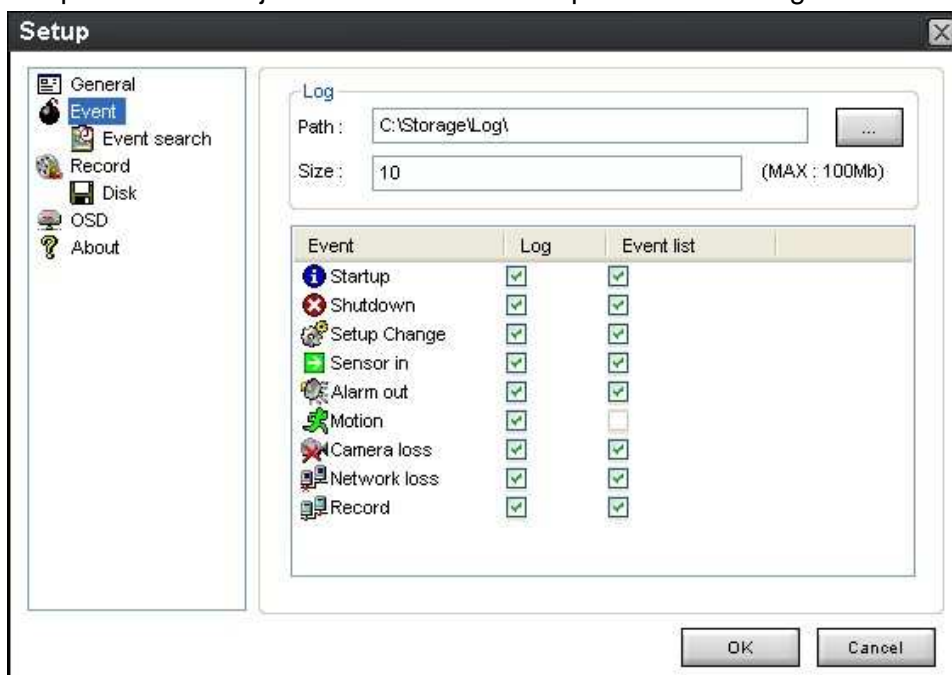 Setup
General
Event
Event search
Record
Disk
OSD
About
Log
Path : C:\Storage\Log\ ...
Size : 10 (MAX : 100Mb)
Event Log Event list
Startup
Shutdown
Setup Change
Sensor in
Alarm out
Motion
Camera loss
Network loss
Record
OK Cancel